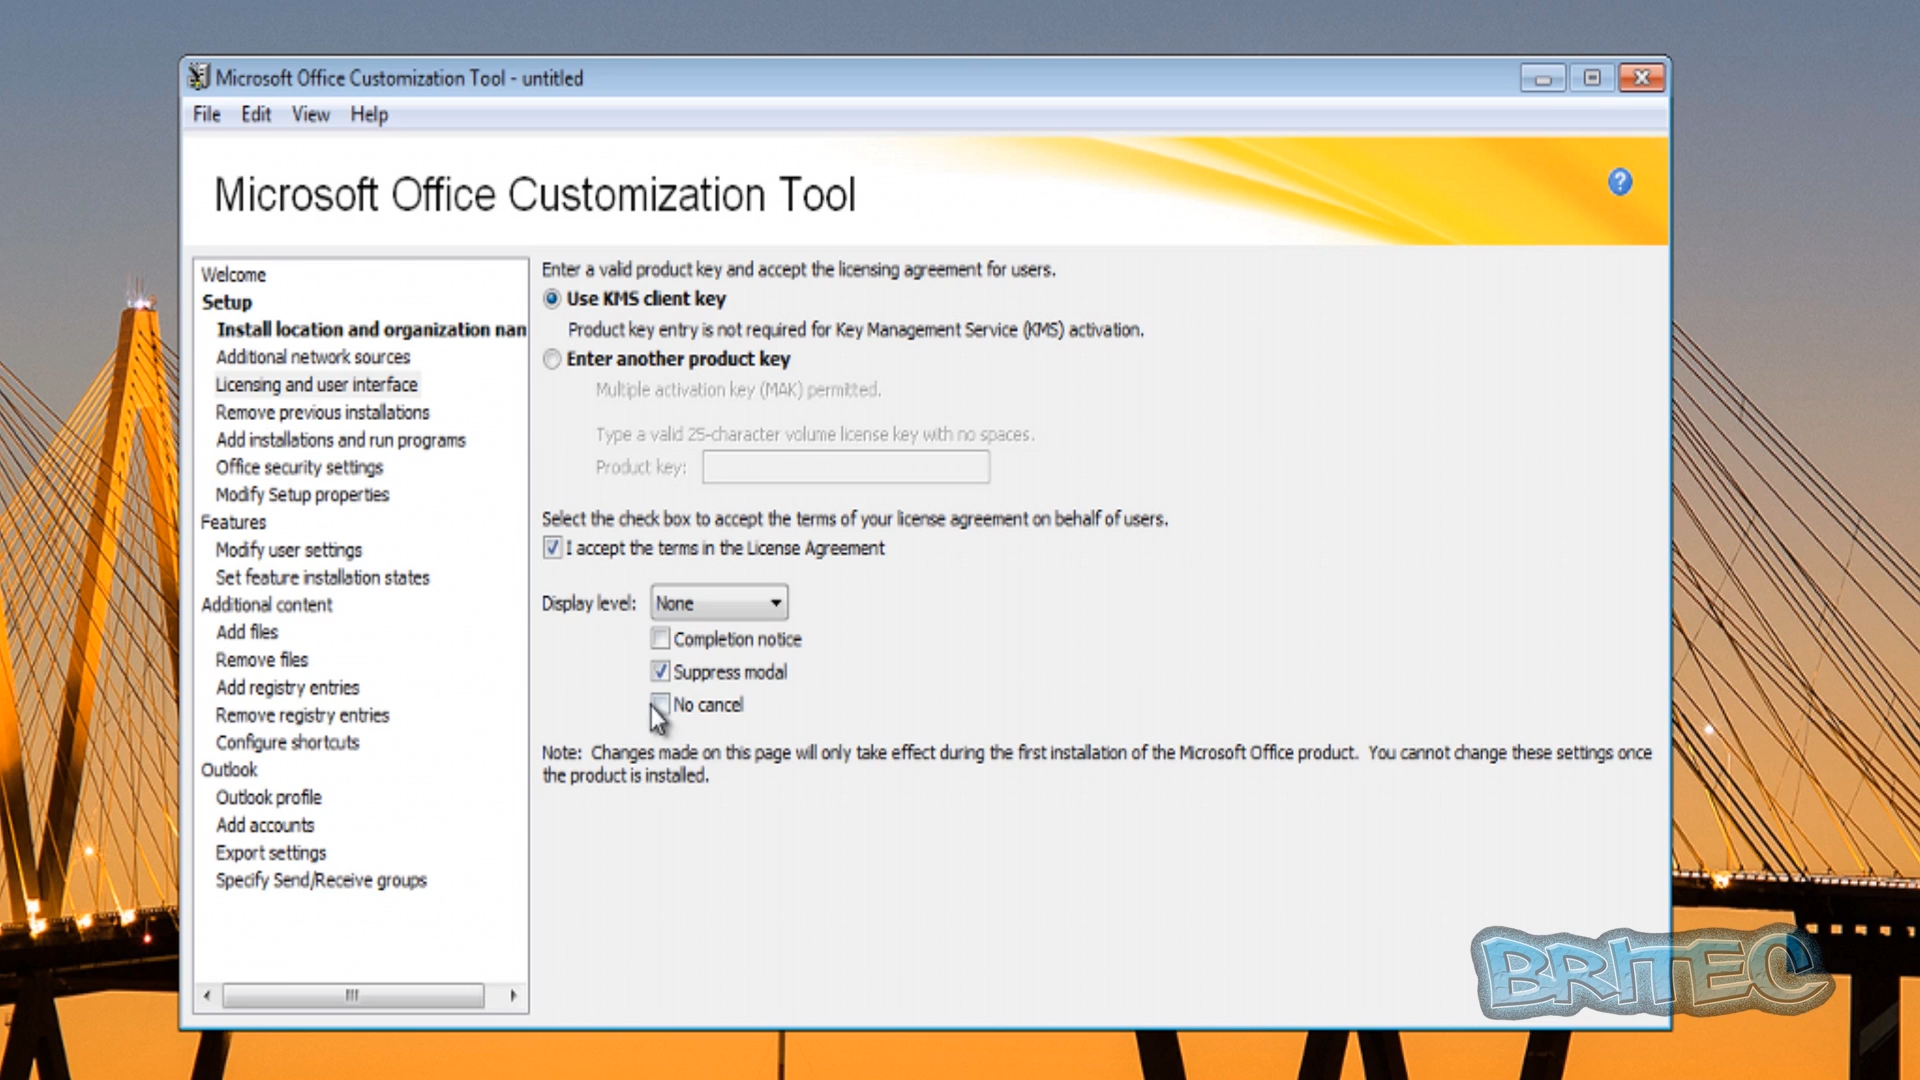 Microsoft Office Customization Tool - untitled
File Edit View Help
Microsoft Office Customization Tool
?
Welcome
Setup
Install location and organization nan
Additional network sources
Licensing and user interface
Remove previous installations
Add installations and run programs
Office security settings
Modify Setup properties
Features
Modify user settings
Set feature installation states
Additional content
Add files
Remove files
Add registry entries
Remove registry entries
Configure shortcuts
Outlook
Outlook profile
Add accounts
Export settings
Specify Send/Receive groups
Enter a valid product key and accept the licensing agreement for users.
Use KMS client key
Product key entry is not required for Key Management Service (KMS) activation.
Enter another product key
Multiple activation key (MAK) permitted.
Type a valid 25-character volume license key with no spaces.
Product key:
Select the check box to accept the terms of your license agreement on behalf of users.
I accept the terms in the License Agreement
Display level: None
Completion notice
Suppress modal
No cancel
Note: Changes made on this page will only take effect during the first installation of the Microsoft Office product. You cannot change these settings once
the product is installed.
BRITEC